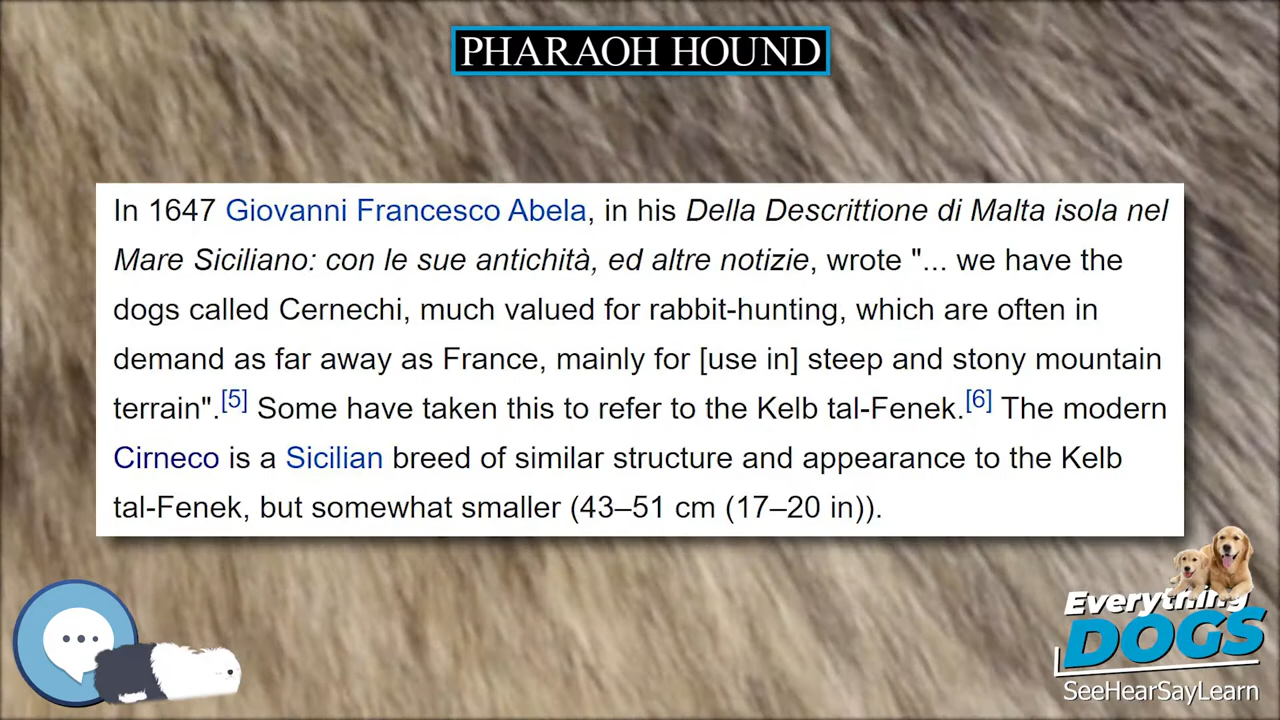 PHARAOH HOUND
In 1647 Giovanni Francesco Abela, in his Della Descrittione di Malta isola nel
Mare Siciliano: con le sue antichità, ed altre notizie, wrote "... we have the
dogs called Cernechi, much valued for rabbit-hunting, which are often in
demand as far away as France, mainly for [use in] steep and stony mountain
terrain".[5] Some have taken this to refer to the Kelb tal-Fenek.[6] The modern
Cirneco is a Sicilian breed of similar structure and appearance to the Kelb
tal-Fenek, but somewhat smaller (43–51 cm (17–20 in)).
Everything
DOGS
SeeHearSayLearn